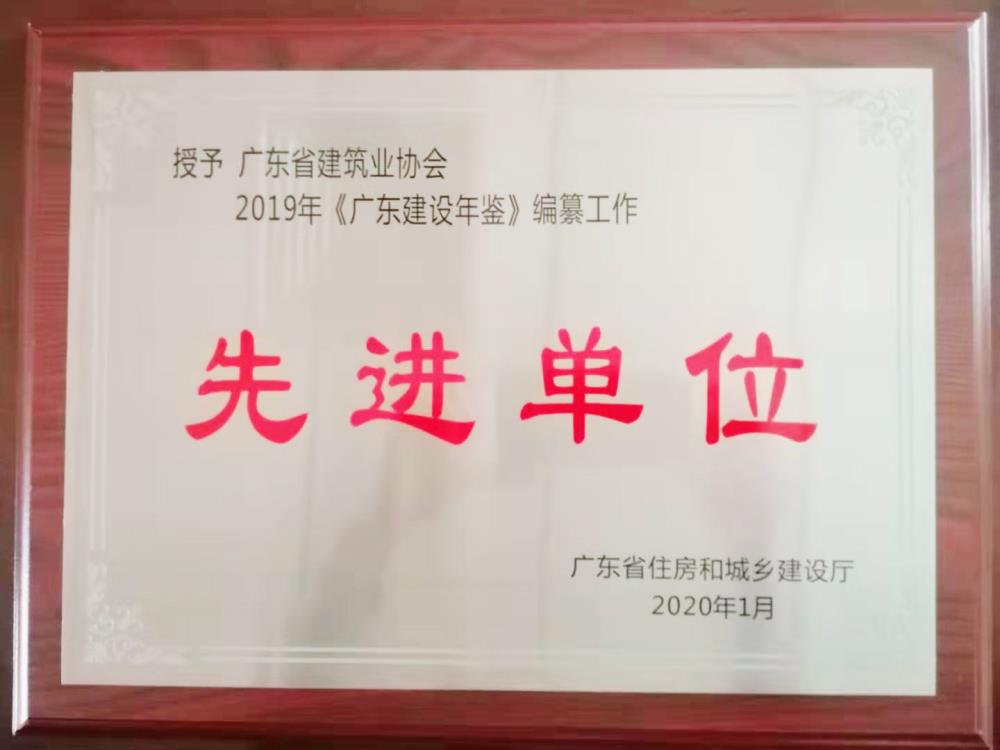 授予 广东省建筑业协会
2019年《广东建设年鉴》编纂工作
先进单位
广东省住房和城乡建设厅
2020年1月